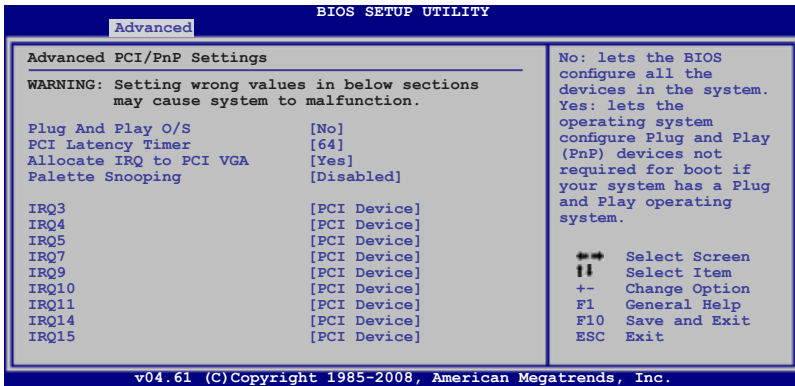 BIOS SETUP UTILITY
Advanced
Advanced PCI/PnP Settings
WARNING: Setting wrong values in below sections
may cause system to malfunction.
Plug And Play O/S [No]
PCI Latency Timer [64]
Allocate IRQ to PCI VGA [Yes]
Palette Snooping [Disabled]
IRQ3 [PCI Device]
IRQ4 [PCI Device]
IRQ5 [PCI Device]
IRQ7 [PCI Device]
IRQ9 [PCI Device]
IRQ10 [PCI Device]
IRQ11 [PCI Device]
IRQ14 [PCI Device]
IRQ15 [PCI Device]
No: lets the BIOS
configure all the
devices in the system.
Yes: lets the
operating system
configure Plug and Play
(PnP) devices not
required for boot if
your system has a Plug
and Play operating
system.
←→ Select Screen
↑↓ Select Item
+- Change Option
F1 General Help
F10 Save and Exit
ESC Exit
v04.61 (C)Copyright 1985-2008, American Megatrends, Inc.